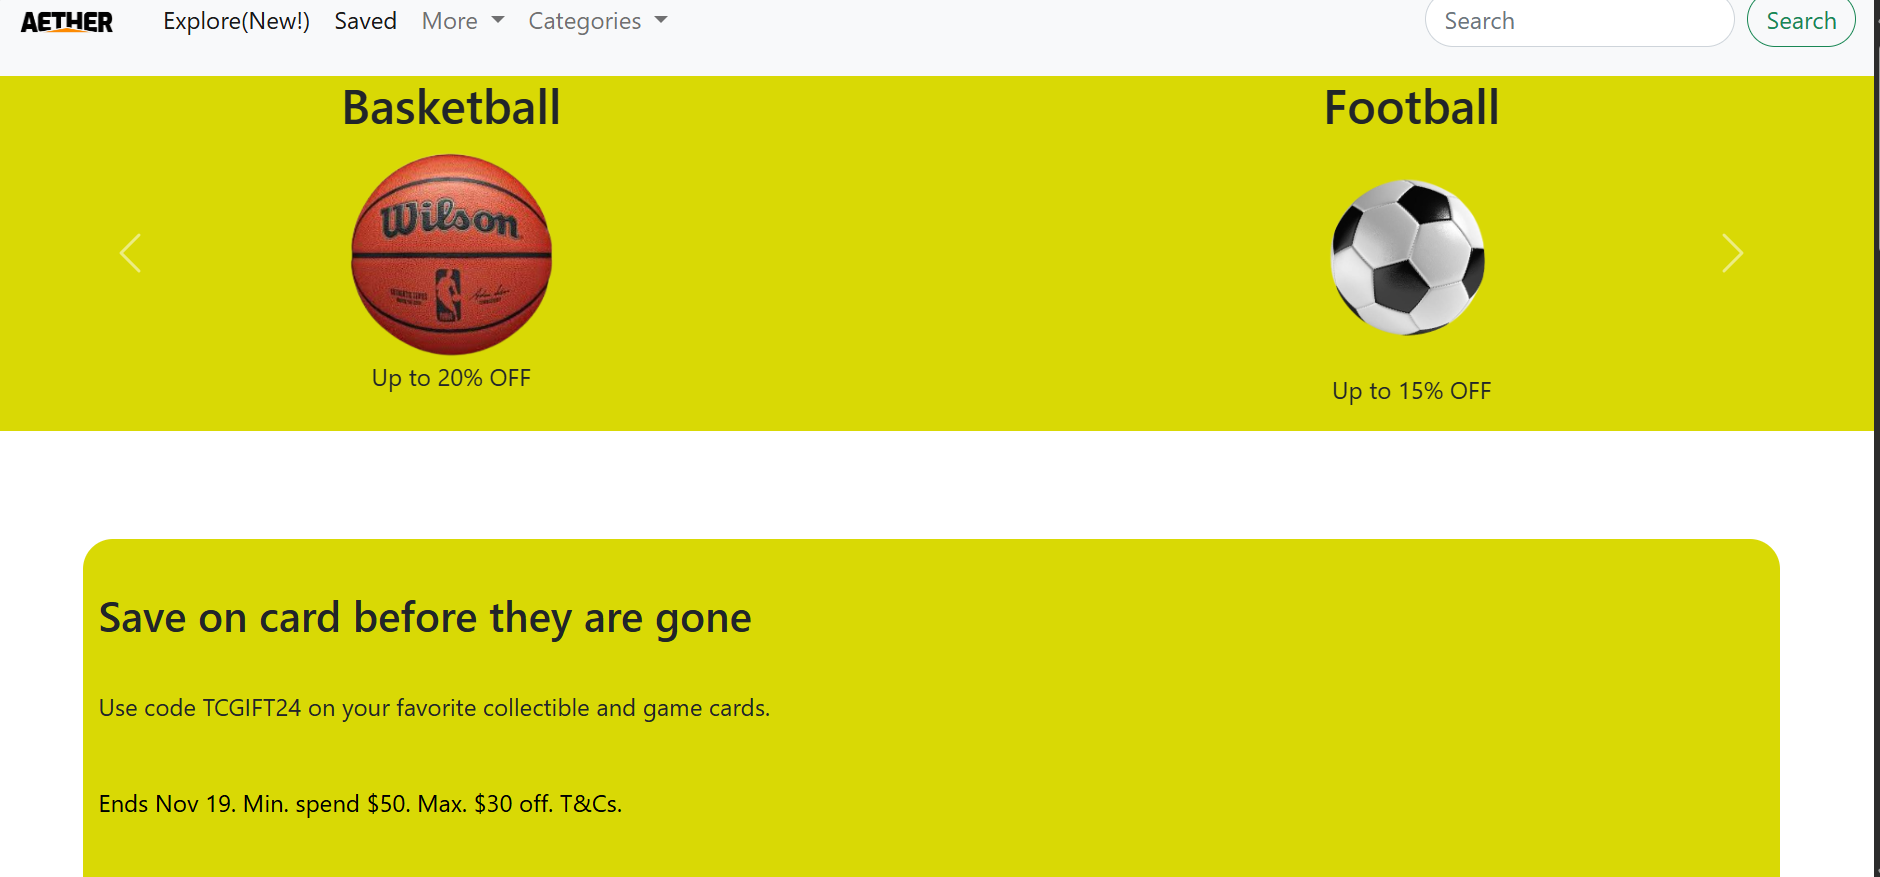 AETHER Explore(New!) Saved More Categories Search Search
Basketball Football
Wilson
Up to 20% OFF
Up to 15% OFF
Save on card before they are gone
Use code TCGIFT24 on your favorite collectible and game cards.
Ends Nov 19. Min. spend $50. Max. $30 off. T&Cs.